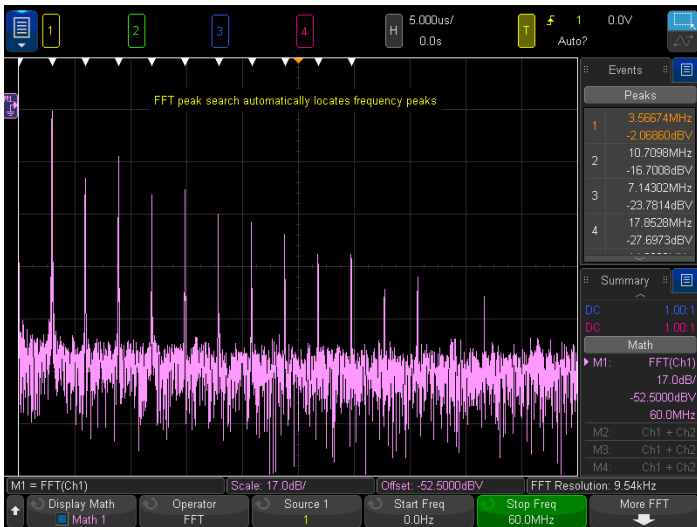 1
2
3
4
H
5.000us/
0.0s
T
1
0.0V
Auto?
M1
FFT peak search automatically locates frequency peaks
Events
Peaks
1
3.56674MHz
-2.06860dBV
2
10.7098MHz
-16.7008dBV
3
7.14302MHz
-23.7814dBV
4
17.8528MHz
-27.6973dBV
Summary
DC 1.00:1
DC 1.00:1
Math
M1: FFT(Ch1)
17.0dB/
-52.5000dBV
60.0MHz
M2: Ch1 + Ch2
M3: Ch1 + Ch2
M4: Ch1 + Ch2
M1 = FFT(Ch1)
Scale: 17.0dB/
Offset: -52.5000dBV
FFT Resolution: 9.54kHz
Display Math
Math 1
Operator
FFT
Source 1
1
Start Freq
0.0Hz
Stop Freq
60.0MHz
More FFT